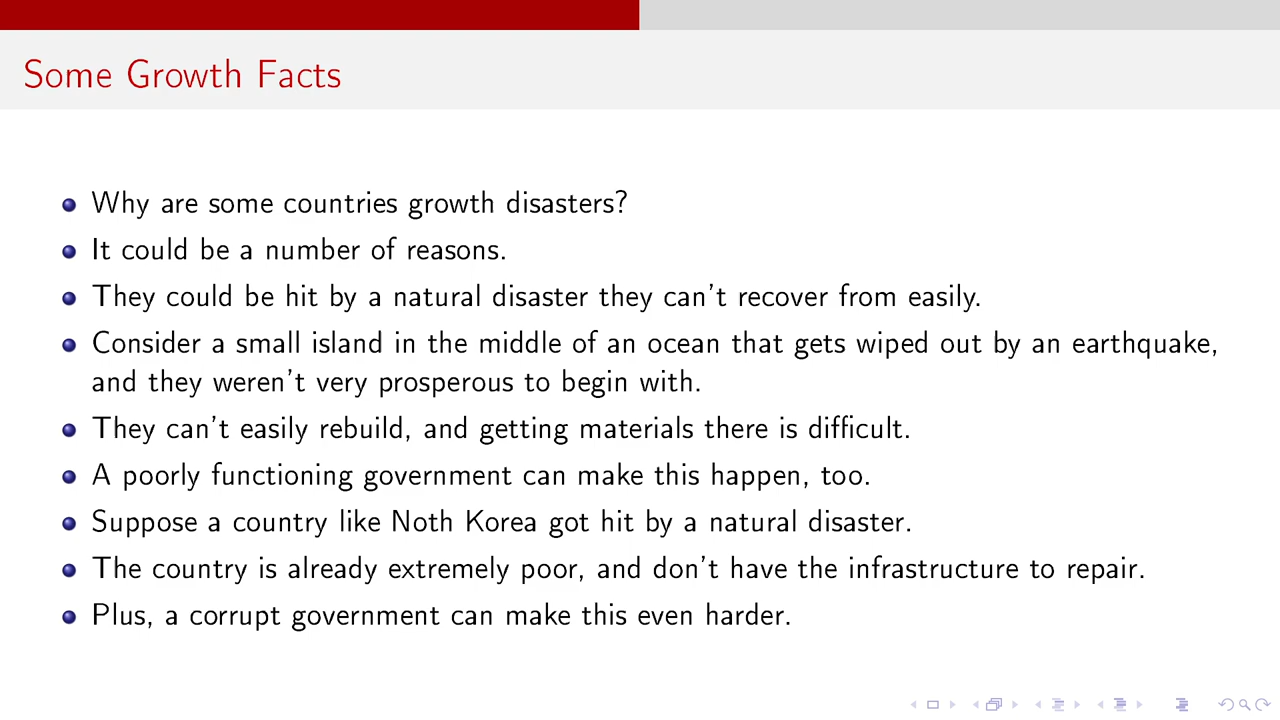 Some Growth Facts
Why are some countries growth disasters?
It could be a number of reasons.
They could be hit by a natural disaster they can't recover from easily.
Consider a small island in the middle of an ocean that gets wiped out by an earthquake,
and they weren't very prosperous to begin with.
They can't easily rebuild, and getting materials there is difficult.
A poorly functioning government can make this happen, too.
Suppose a country like Noth Korea got hit by a natural disaster.
The country is already extremely poor, and don't have the infrastructure to repair.
Plus, a corrupt government can make this even harder.